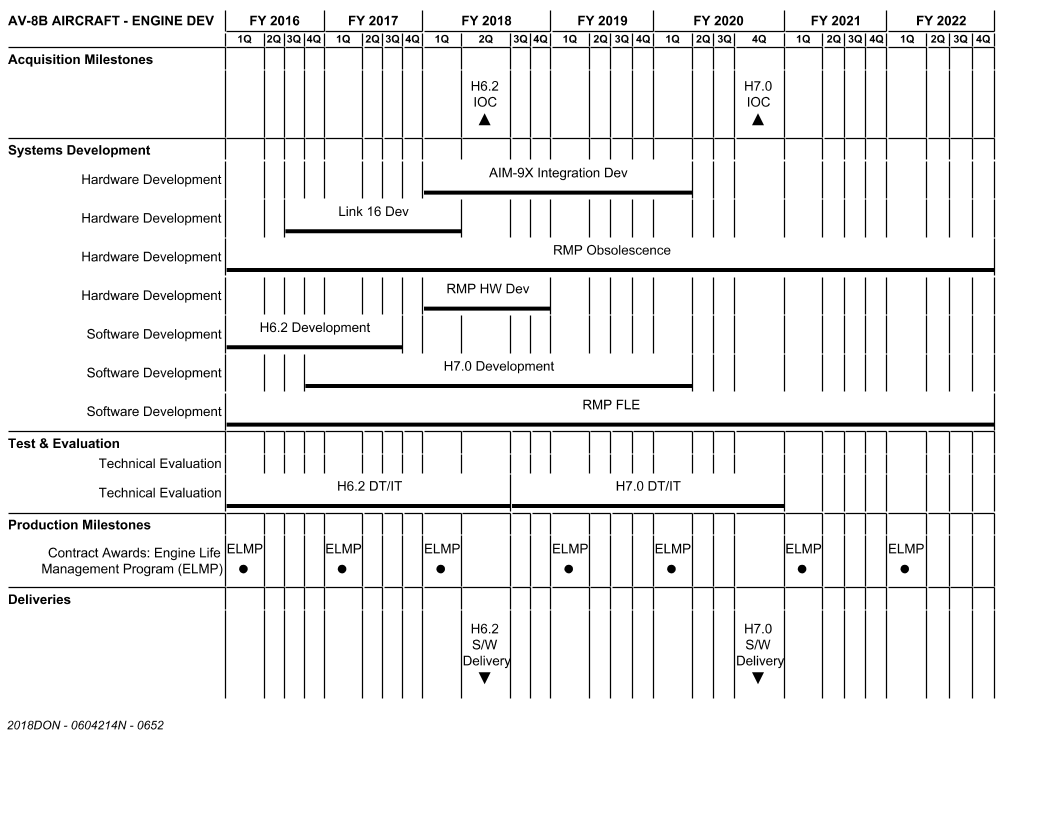 AV-8B AIRCRAFT - ENGINE DEV FY 2016 FY 2017 FY 2018 FY 2019 FY 2020 FY 2021 FY 2022
1Q 2Q 3Q 4Q 1Q 2Q 3Q 4Q 1Q 2Q 3Q 4Q 1Q 2Q 3Q 4Q 1Q 2Q 3Q 4Q 1Q 2Q 3Q 4Q 1Q 2Q 3Q 4Q
Acquisition Milestones
H6.2 H7.0
IOC IOC
Systems Development
Hardware Development AIM-9X Integration Dev
Hardware Development Link 16 Dev
Hardware Development RMP Obsolescence
Hardware Development RMP HW Dev
Software Development H6.2 Development
Software Development H7.0 Development
Software Development RMP FLE
Test & Evaluation
Technical Evaluation
Technical Evaluation H6.2 DT/IT H7.0 DT/IT
Production Milestones
Contract Awards: Engine Life ELMP ELMP ELMP ELMP ELMP ELMP ELMP
Management Program (ELMP)
Deliveries
H6.2 H7.0
S/W S/W
Delivery Delivery
2018DON - 0604214N - 0652